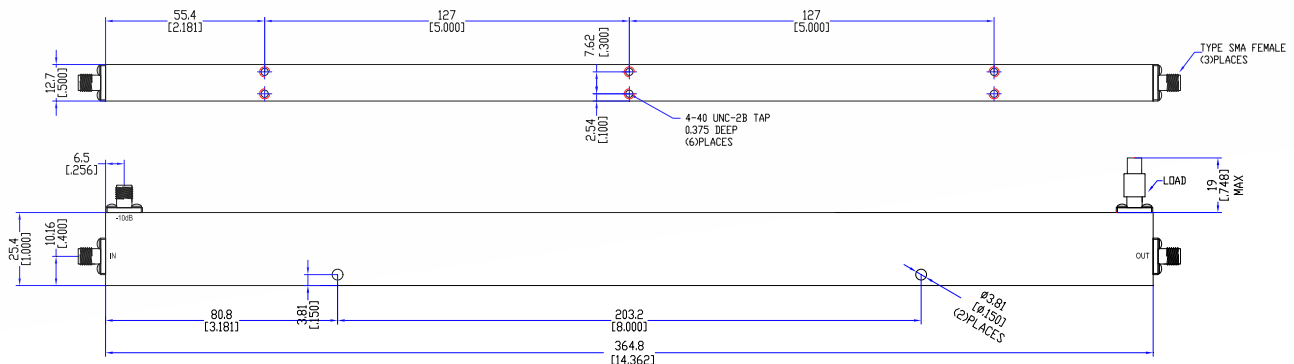 55.4
[2.181]
127
[5.000]
127
[5.000]
7.62
[.300]
12.7
[.500]
TYPE SMA FEMALE
(3)PLACES
2.54
[.100]
4-40 UNC-2B TAP
0.375 DEEP
(6)PLACES
6.5
[.256]
-10dB
19
[.748]
MAX
LOAD
25.4
[1.000]
10.16
[.400]
IN
OUT
80.8
[3.181]
3.81
[.150]
203.2
[8.000]
Ø3.81
[Ø.150]
(2)PLACES
364.8
[14.362]